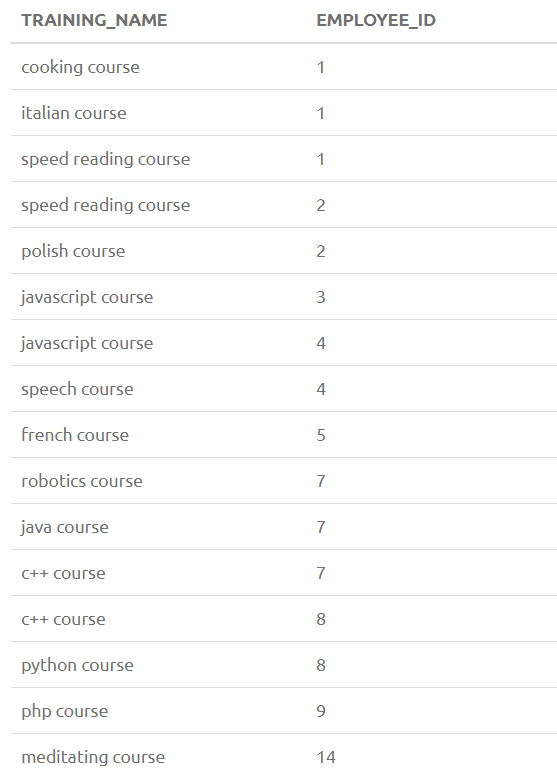 TRAINING_NAME EMPLOYEE_ID
cooking course 1
italian course 1
speed reading course 1
speed reading course 2
polish course 2
javascript course 3
javascript course 4
speech course 4
french course 5
robotics course 7
java course 7
c++ course 7
c++ course 8
python course 8
php course 9
meditating course 14